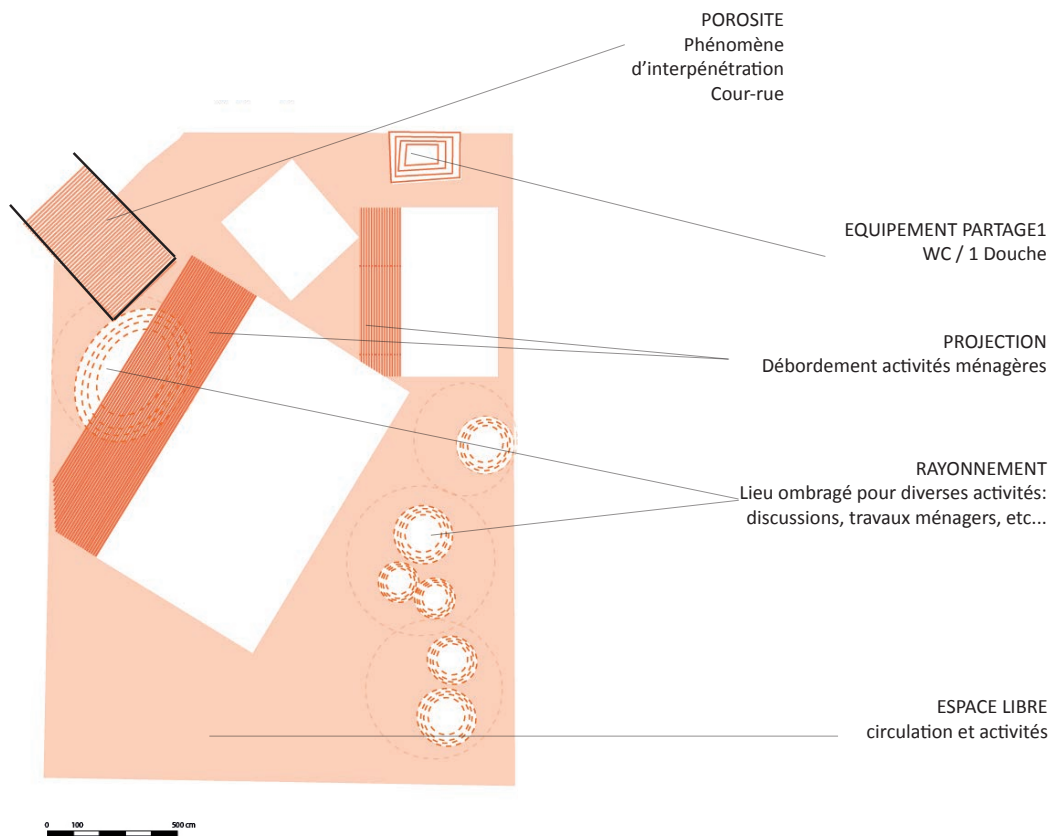 POROSITE
Phénomène
d'interpénétration
Cour-rue
EQUIPEMENT PARTAGE1
WC / 1 Douche
PROJECTION
Débordement activités ménagères
RAYONNEMENT
Lieu ombragé pour diverses activités:
discussions, travaux ménagers, etc...
ESPACE LIBRE
circulation et activités
0 100 500 cm